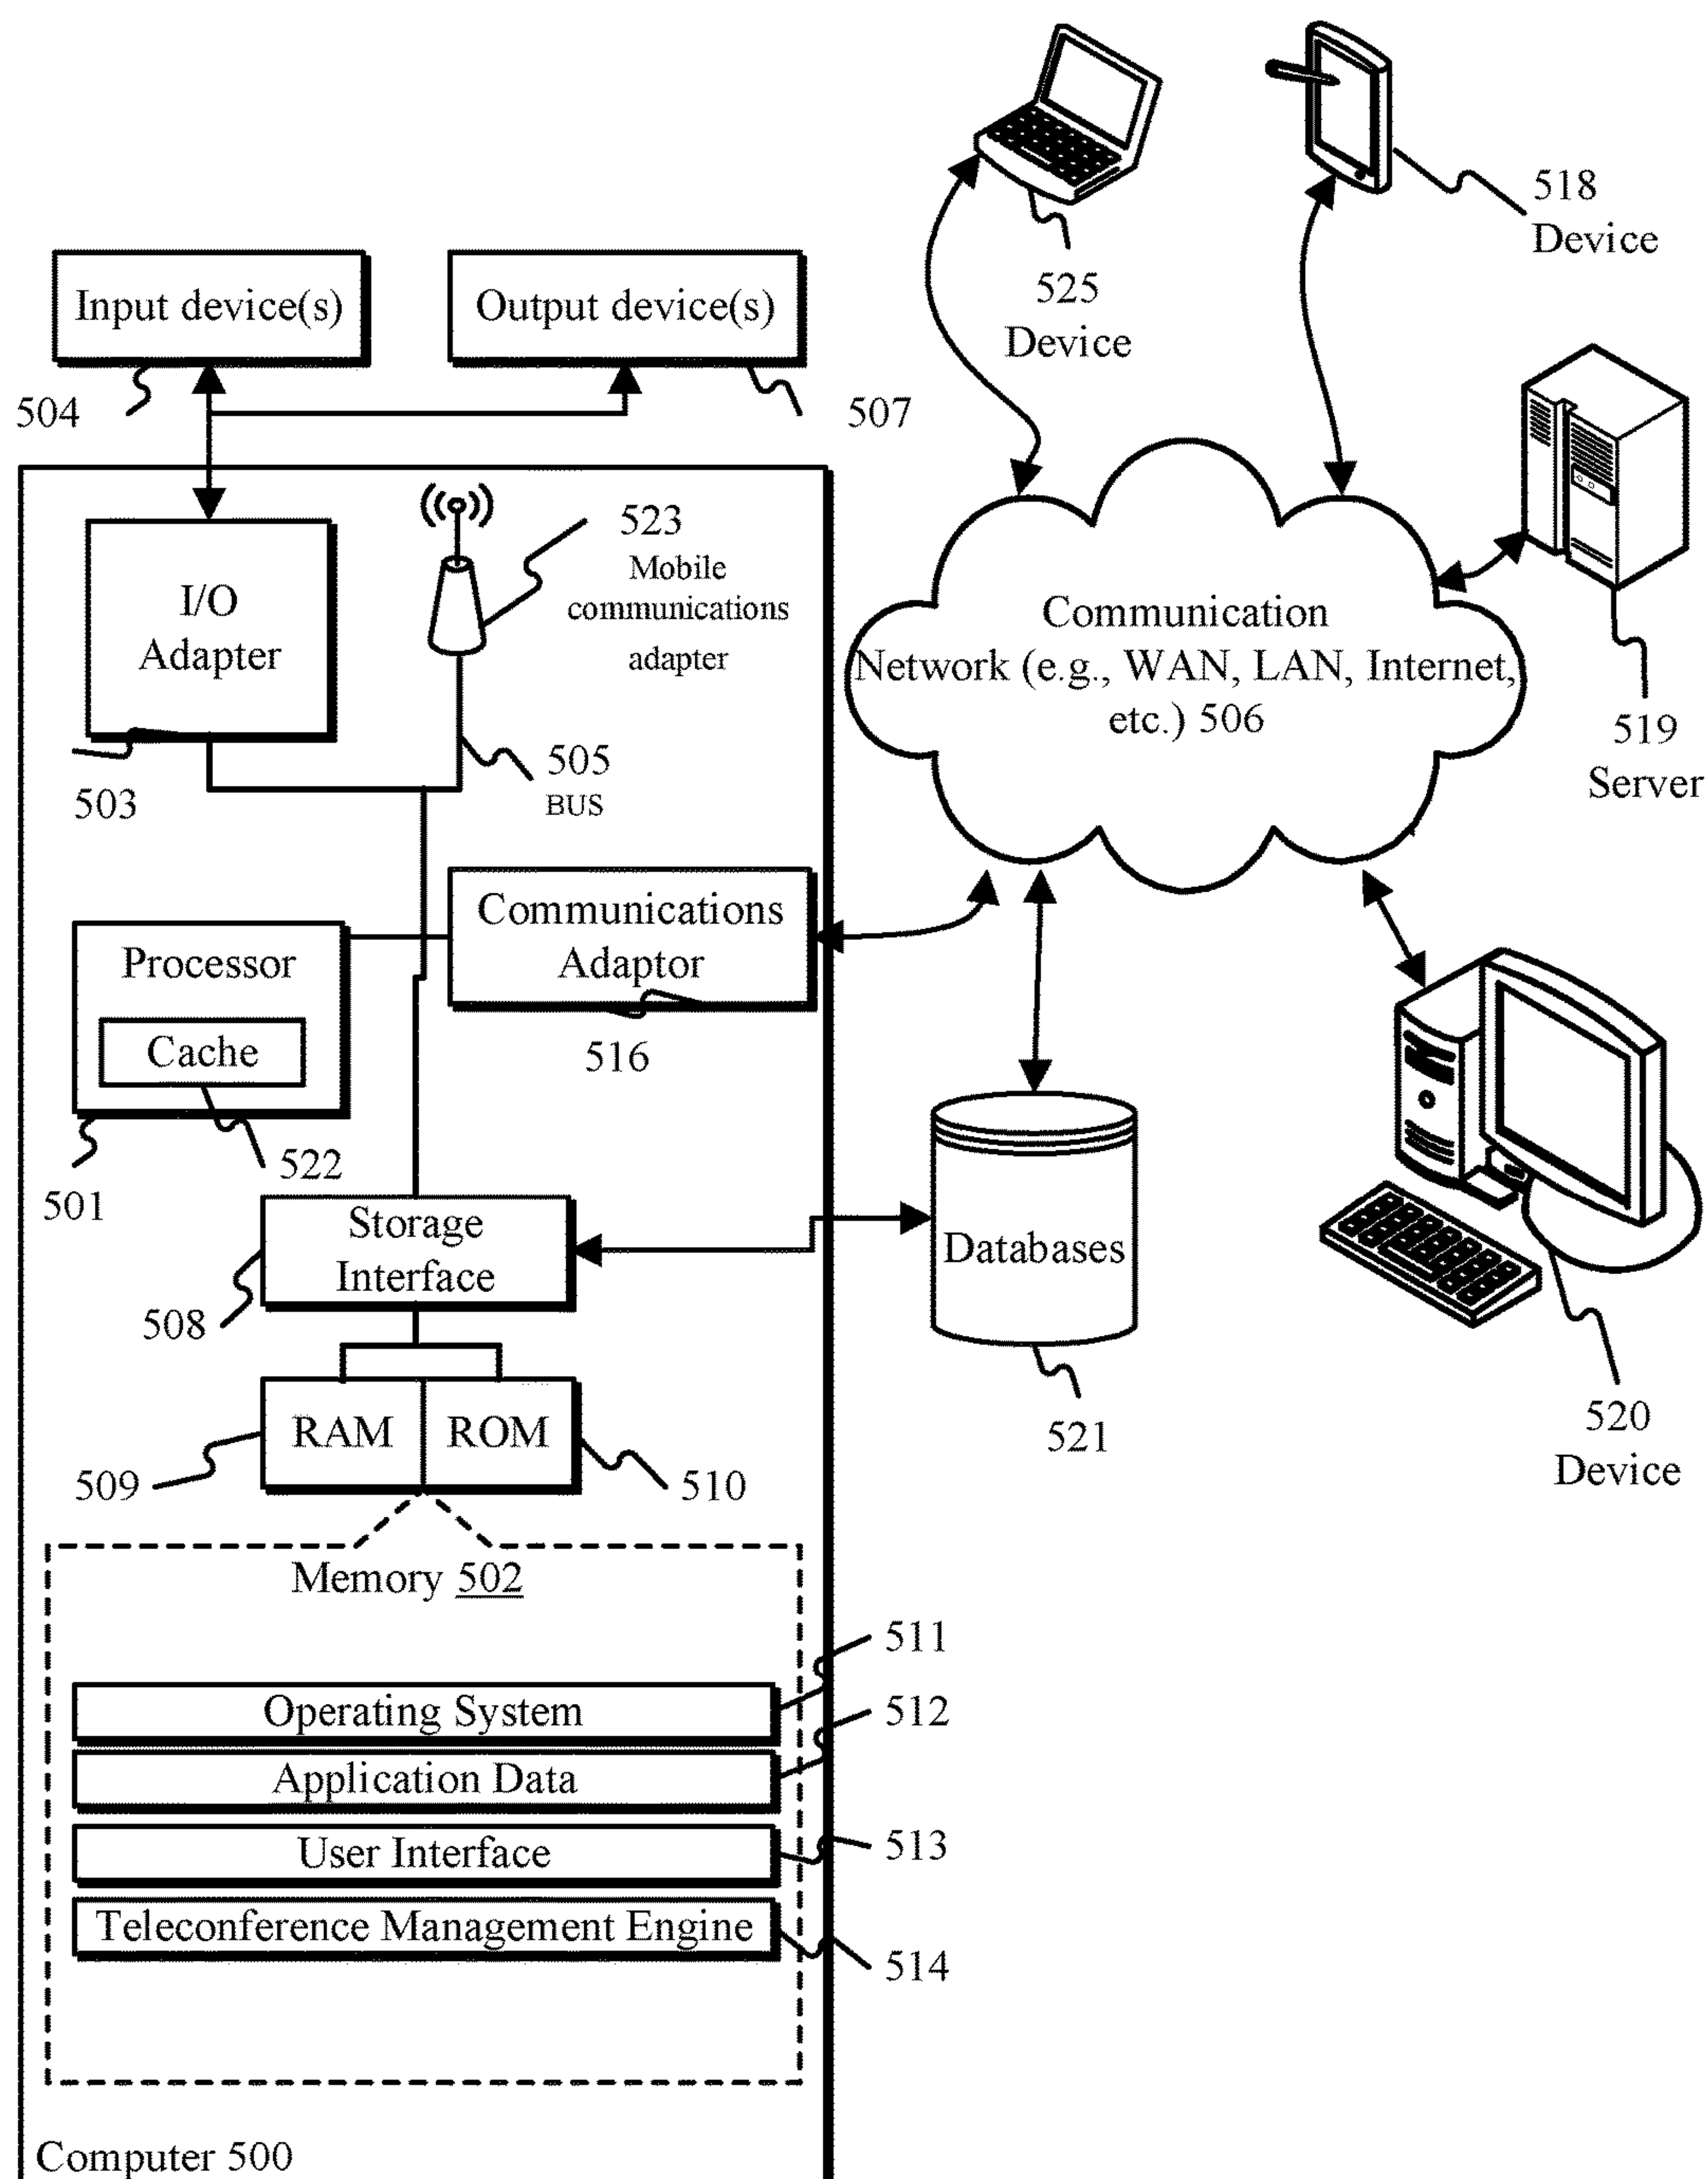 525
Device
518
Device
Input device(s)
Output device(s)
504
507
519
Server
I/O
Adapter
503
523
Mobile
communications
adapter
505
BUS
Communication
Network (e.g., WAN, LAN, Internet,
etc.) 506
Communications
Adaptor
516
Processor
Cache
522
501
Storage
Interface
508
Databases
521
520
Device
RAM
ROM
509
510
Memory 502
Operating System
511
Application Data
512
User Interface
513
Teleconference Management Engine
514
Computer 500